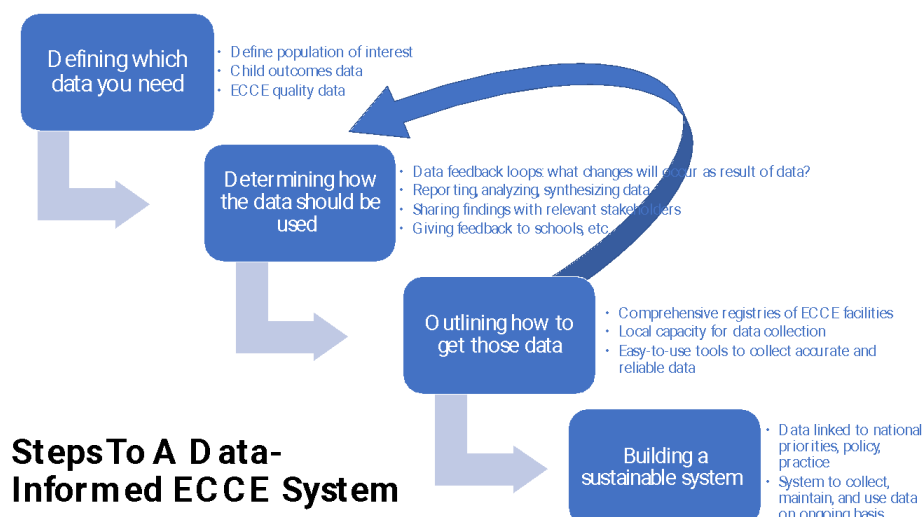 Defining which
data you need
• Define population of interest
• Child outcomes data
• ECCE quality data
Determining how
the data should be
used
• Data feedback loops: what changes will occur as result of data?
• Reporting, analyzing, synthesizing data
• Sharing findings with relevant stakeholders
• Giving feedback to schools, etc
Outlining how to
get those data
• Comprehensive registries of ECCE facilities
• Local capacity for data collection
• Easy-to-use tools to collect accurate and
reliable data
Building a
sustainable system
• Data linked to national
priorities, policy,
practice
• System to collect,
maintain, and use data
on ongoing basis
Steps To A Data-
Informed ECCE System